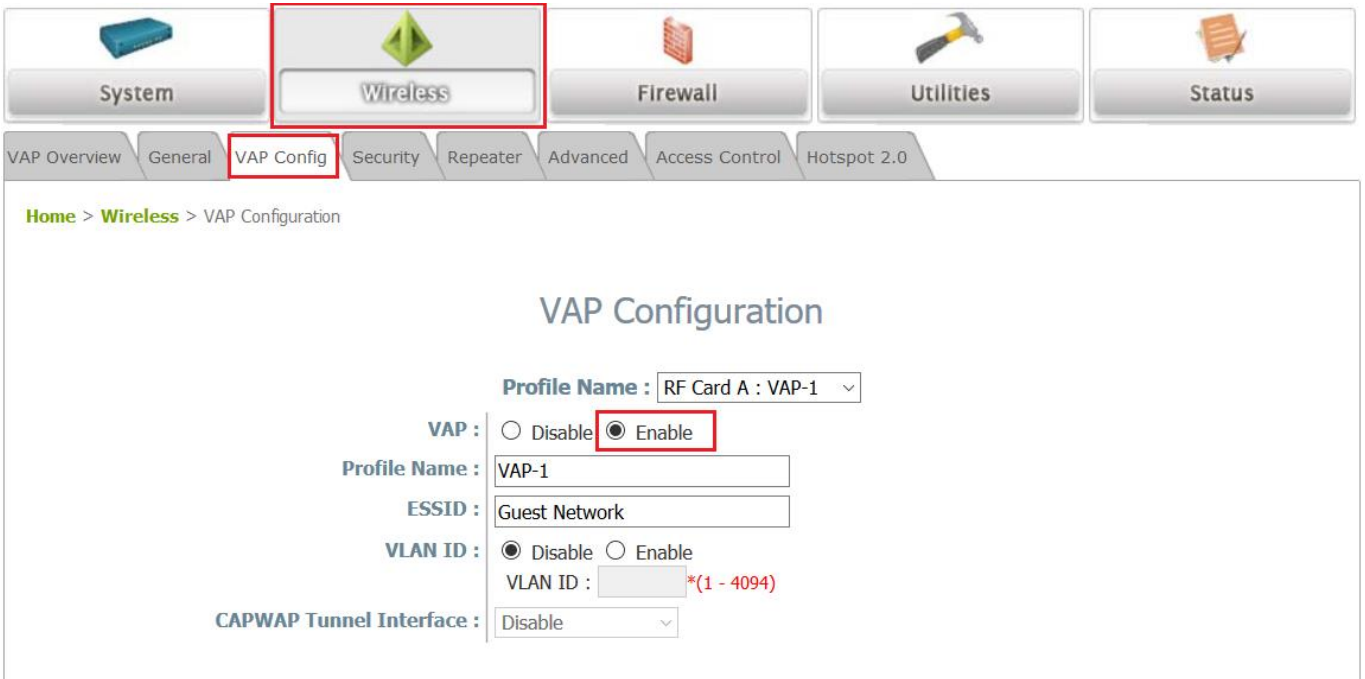 System Wireless Firewall Utilities Status
VAP Overview General VAP Config Security Repeater Advanced Access Control Hotspot 2.0
Home > Wireless > VAP Configuration
VAP Configuration
Profile Name : RF Card A : VAP-1
VAP : Disable Enable
Profile Name : VAP-1
ESSID : Guest Network
VLAN ID : Disable Enable
VLAN ID : *(1 - 4094)
CAPWAP Tunnel Interface : Disable